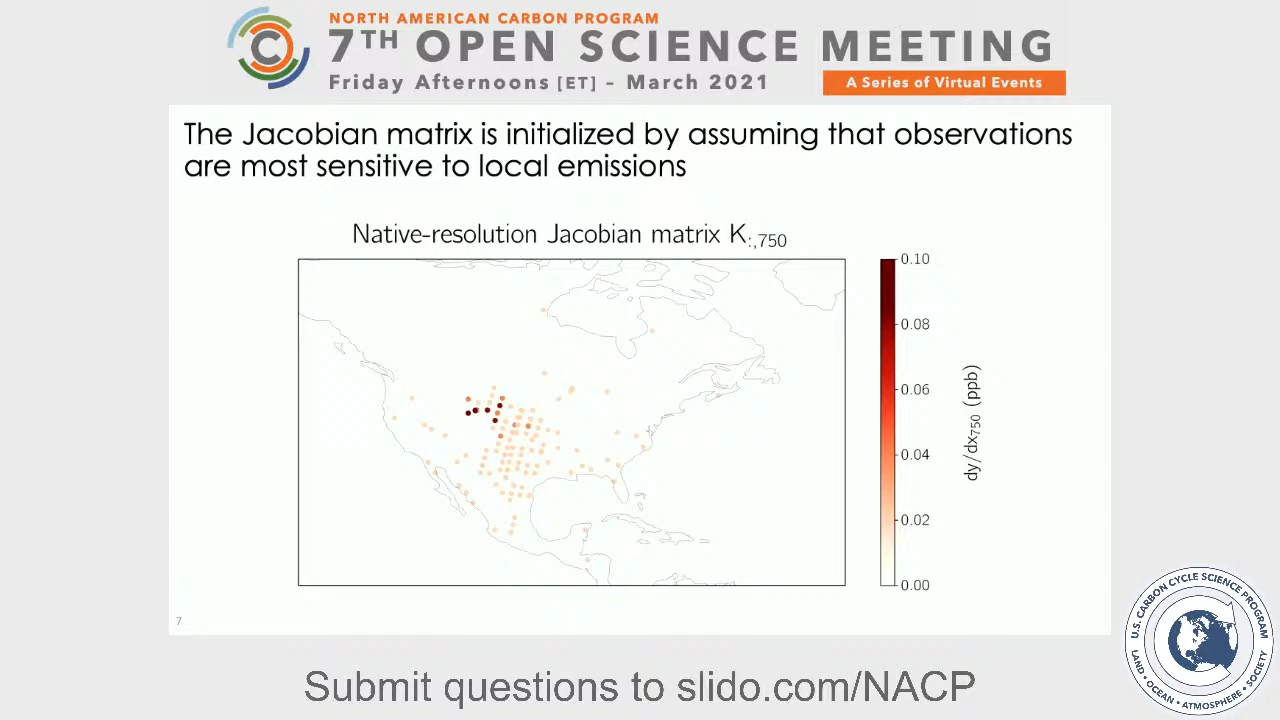 NORTH AMERICAN CARBON PROGRAM
7TH OPEN SCIENCE MEETING
Friday Afternoons [ET] – March 2021
A Series of Virtual Events
C
The Jacobian matrix is initialized by assuming that observations
are most sensitive to local emissions
Native-resolution Jacobian matrix K:,750
0.10
0.08
0.06
0.04
0.02
0.00
dy/dx750 (ppb)
7
U.S. CARBON CYCLE SCIENCE PROGRAM
LAND • OCEAN • ATMOSPHERE • SOCIETY
Submit questions to slido.com/NACP